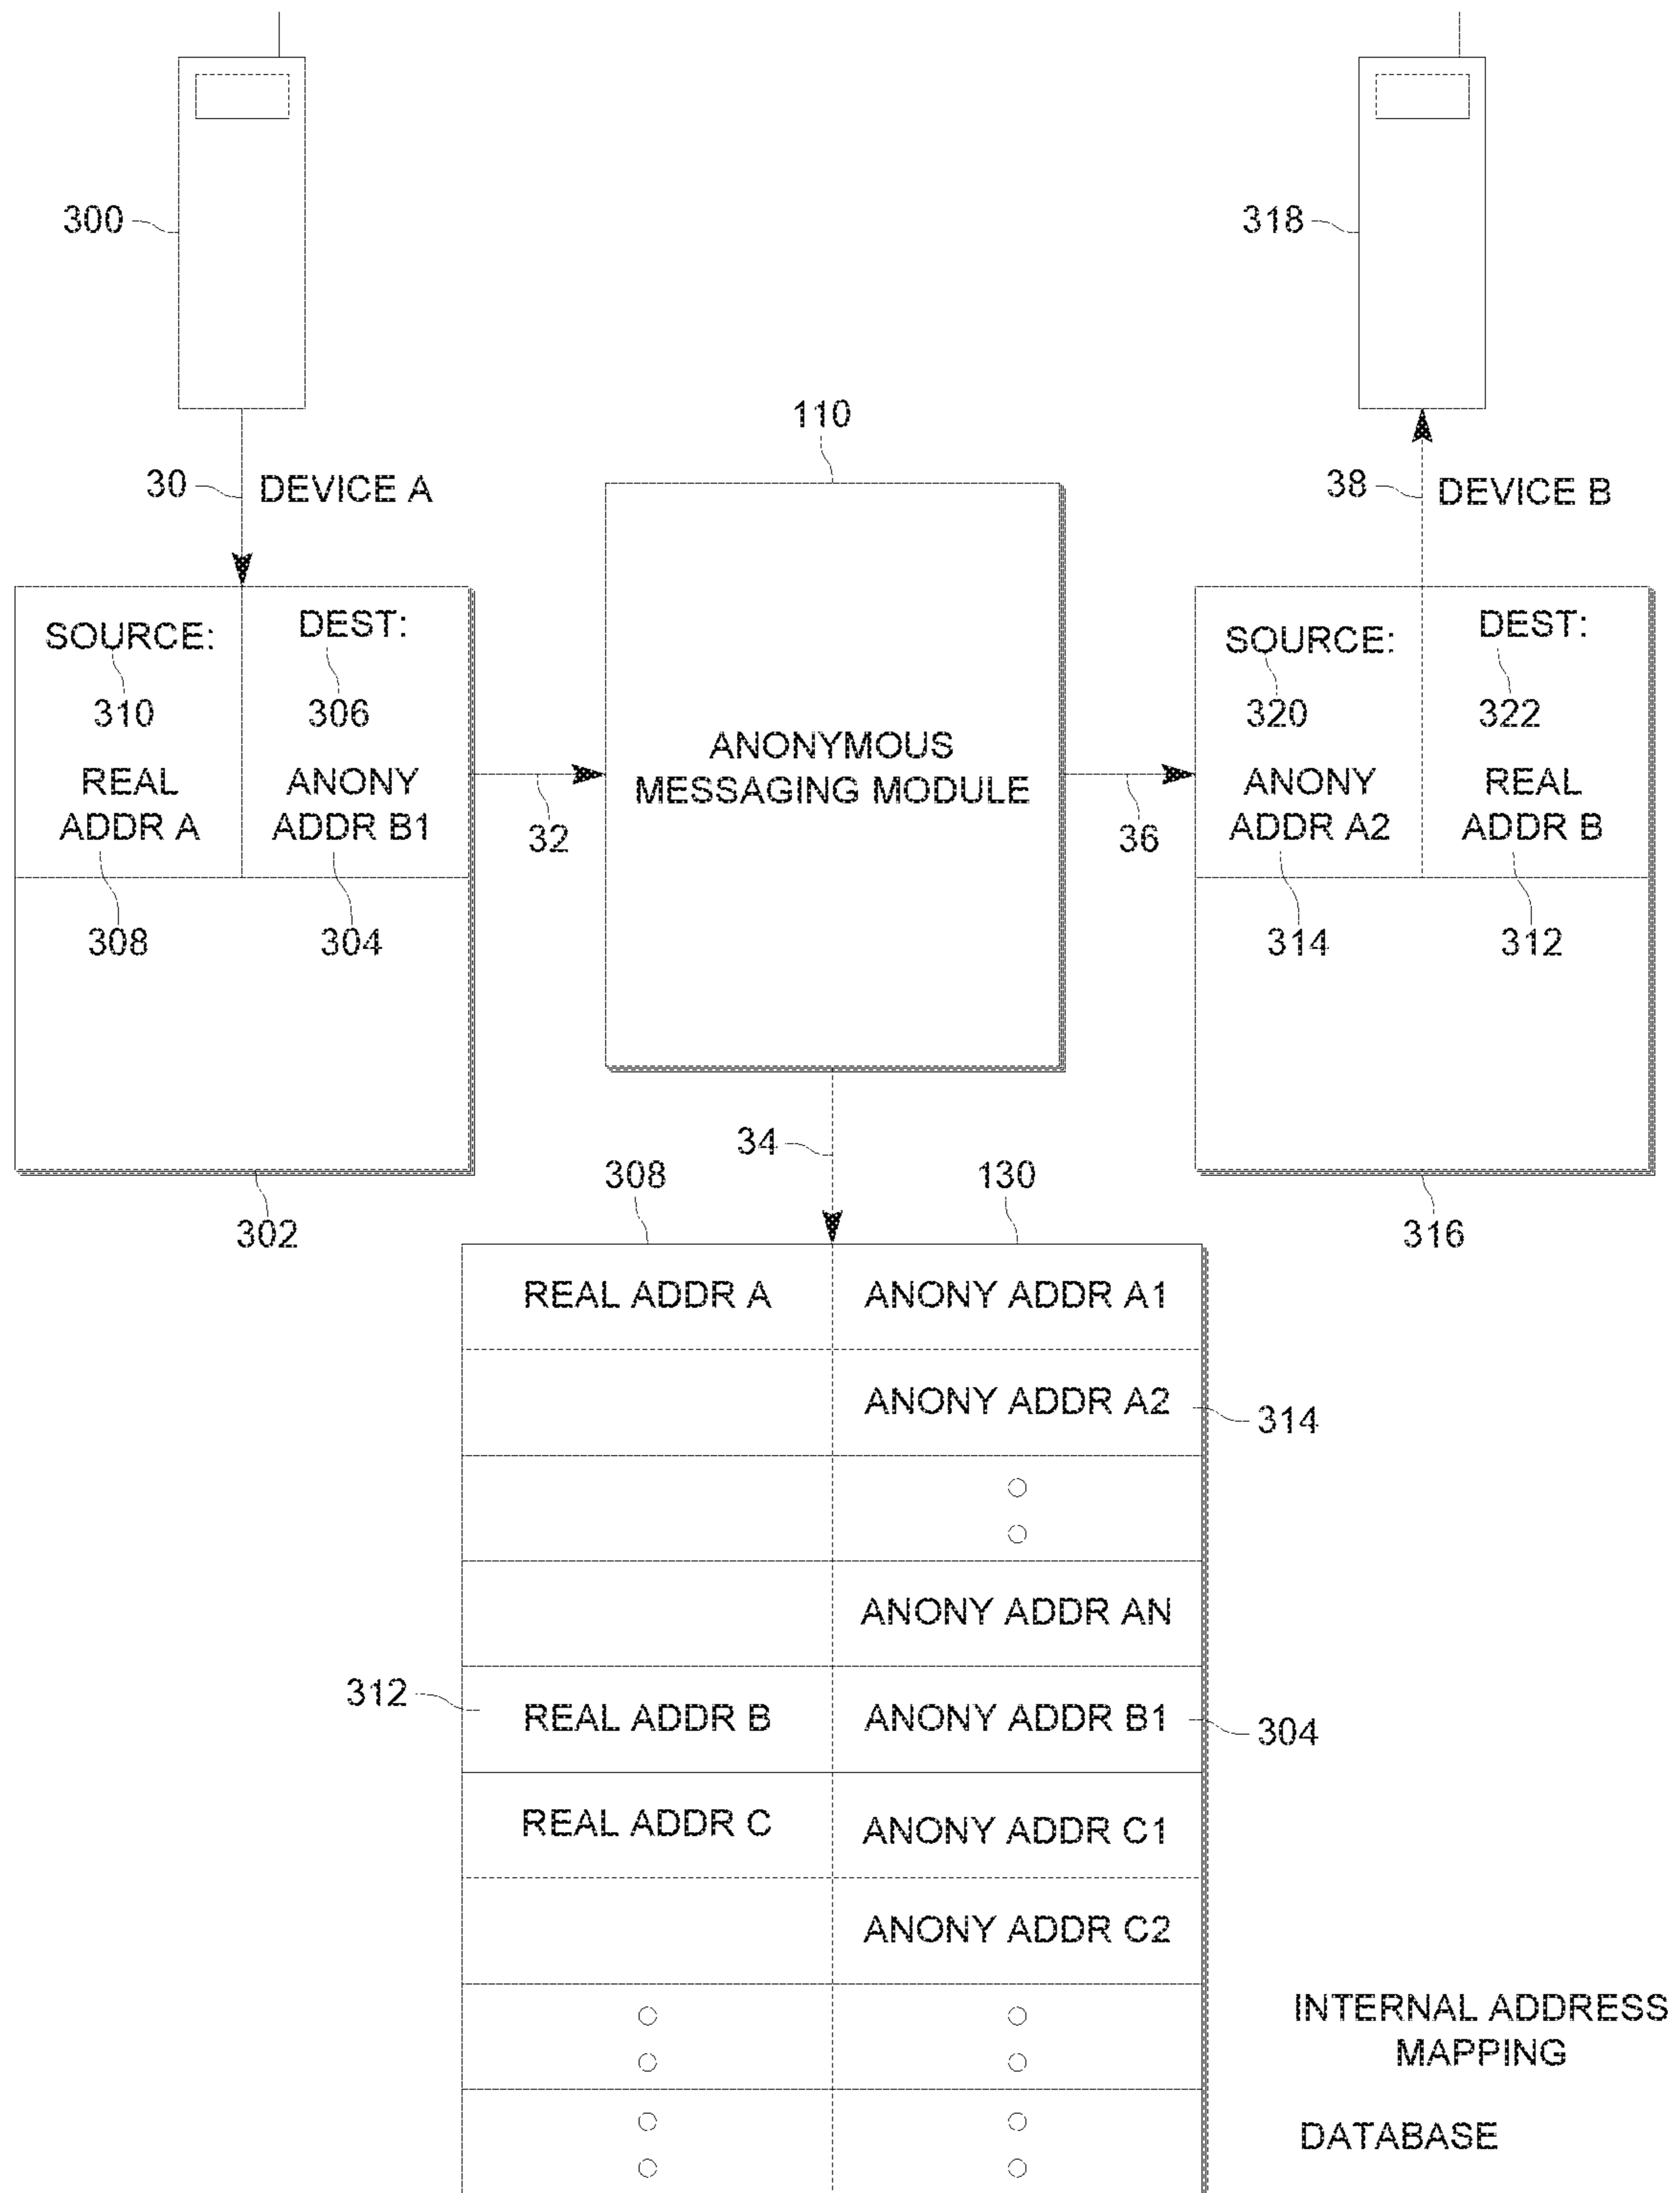 300
318
110
30
DEVICE A
38
DEVICE B
SOURCE:
DEST:
310
306
REAL
ADDR A
ANONY
ADDR B1
308
304
302
32
ANONYMOUS
MESSAGING MODULE
36
SOURCE:
DEST:
320
322
ANONY
ADDR A2
REAL
ADDR B
314
312
316
34
308
130
REAL ADDR A
ANONY ADDR A1
ANONY ADDR A2
314
ANONY ADDR AN
312
REAL ADDR B
ANONY ADDR B1
304
REAL ADDR C
ANONY ADDR C1
ANONY ADDR C2
INTERNAL ADDRESS
MAPPING
DATABASE